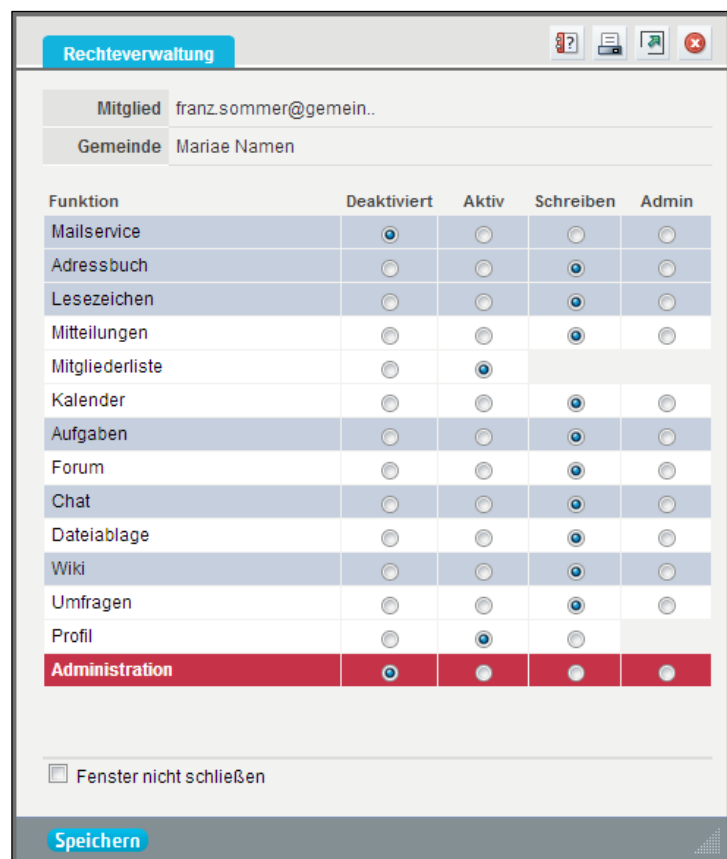 Rechteverwaltung
Mitglied franz.sommer@gemein..
Gemeinde Mariae Namen
Funktion Deaktiviert Aktiv Schreiben Admin
Mailservice
Adressbuch
Lesezeichen
Mitteilungen
Mitgliederliste
Kalender
Aufgaben
Forum
Chat
Dateiablage
Wiki
Umfragen
Profil
Administration
Fenster nicht schließen
Speichern